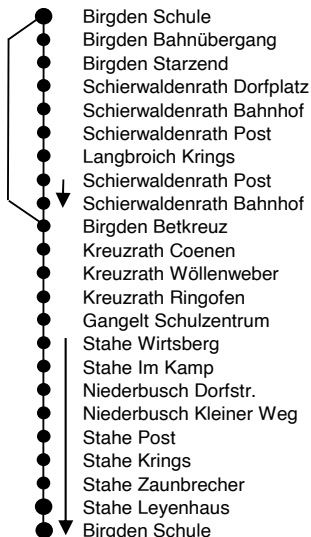 Birgden Schule
Birgden Bahnübergang
Birgden Starzend
Schierwaldenrath Dorfplatz
Schierwaldenrath Bahnhof
Schierwaldenrath Post
Langbroich Krings
Schierwaldenrath Post
Schierwaldenrath Bahnhof
Birgden Betkreuz
Kreuzrath Coenen
Kreuzrath Wöllenweber
Kreuzrath Ringofen
Gangelt Schulzentrum
Stahe Wirtsberg
Stahe Im Kamp
Niederbusch Dorfstr.
Niederbusch Kleiner Weg
Stahe Post
Stahe Krings
Stahe Zaunbrecher
Stahe Leyenhaus
Birgden Schule